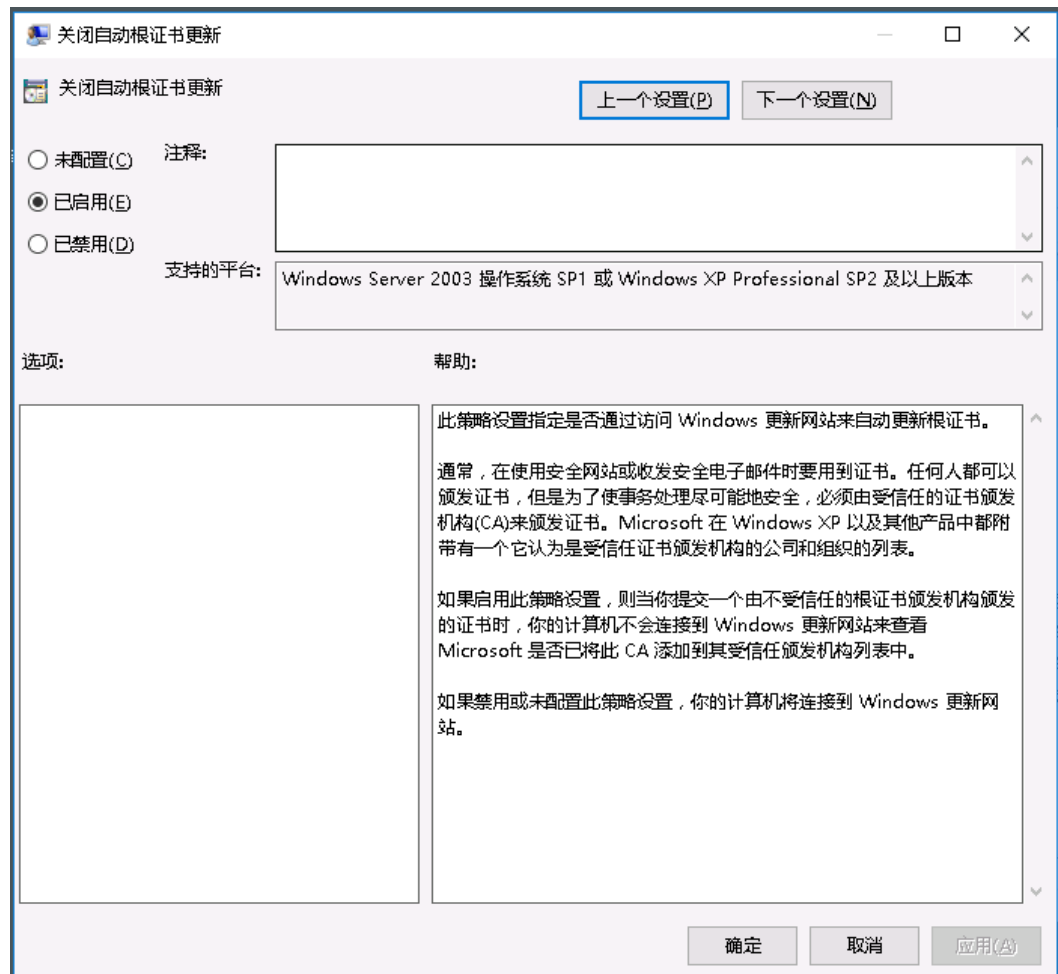 关闭自动根证书更新
关闭自动根证书更新
上一个设置(P)
下一个设置(N)
未配置(C)
注释:
已启用(E)
已禁用(D)
支持的平台:
Windows Server 2003 操作系统 SP1 或 Windows XP Professional SP2 及以上版本
选项:
帮助:
此策略设置指定是否通过访问 Windows 更新网站来自动更新根证书。
通常，在使用安全网站或收发安全电子邮件时要用到证书。任何人都可以
颁发证书，但是为了使事务处理尽可能地安全，必须由受信任的证书颁发
机构(CA)来颁发证书。Microsoft 在 Windows XP 以及其他产品中都附
带有一个它认为是受信任证书颁发机构的公司和组织的列表。
如果启用此策略设置，则当你提交一个由不受信任的根证书颁发机构颁发
的证书时，你的计算机不会连接到 Windows 更新网站来查看
Microsoft 是否已将此 CA 添加到其受信任颁发机构列表中。
如果禁用或未配置此策略设置，你的计算机将连接到 Windows 更新网
站。
确定
取消
应用(A)